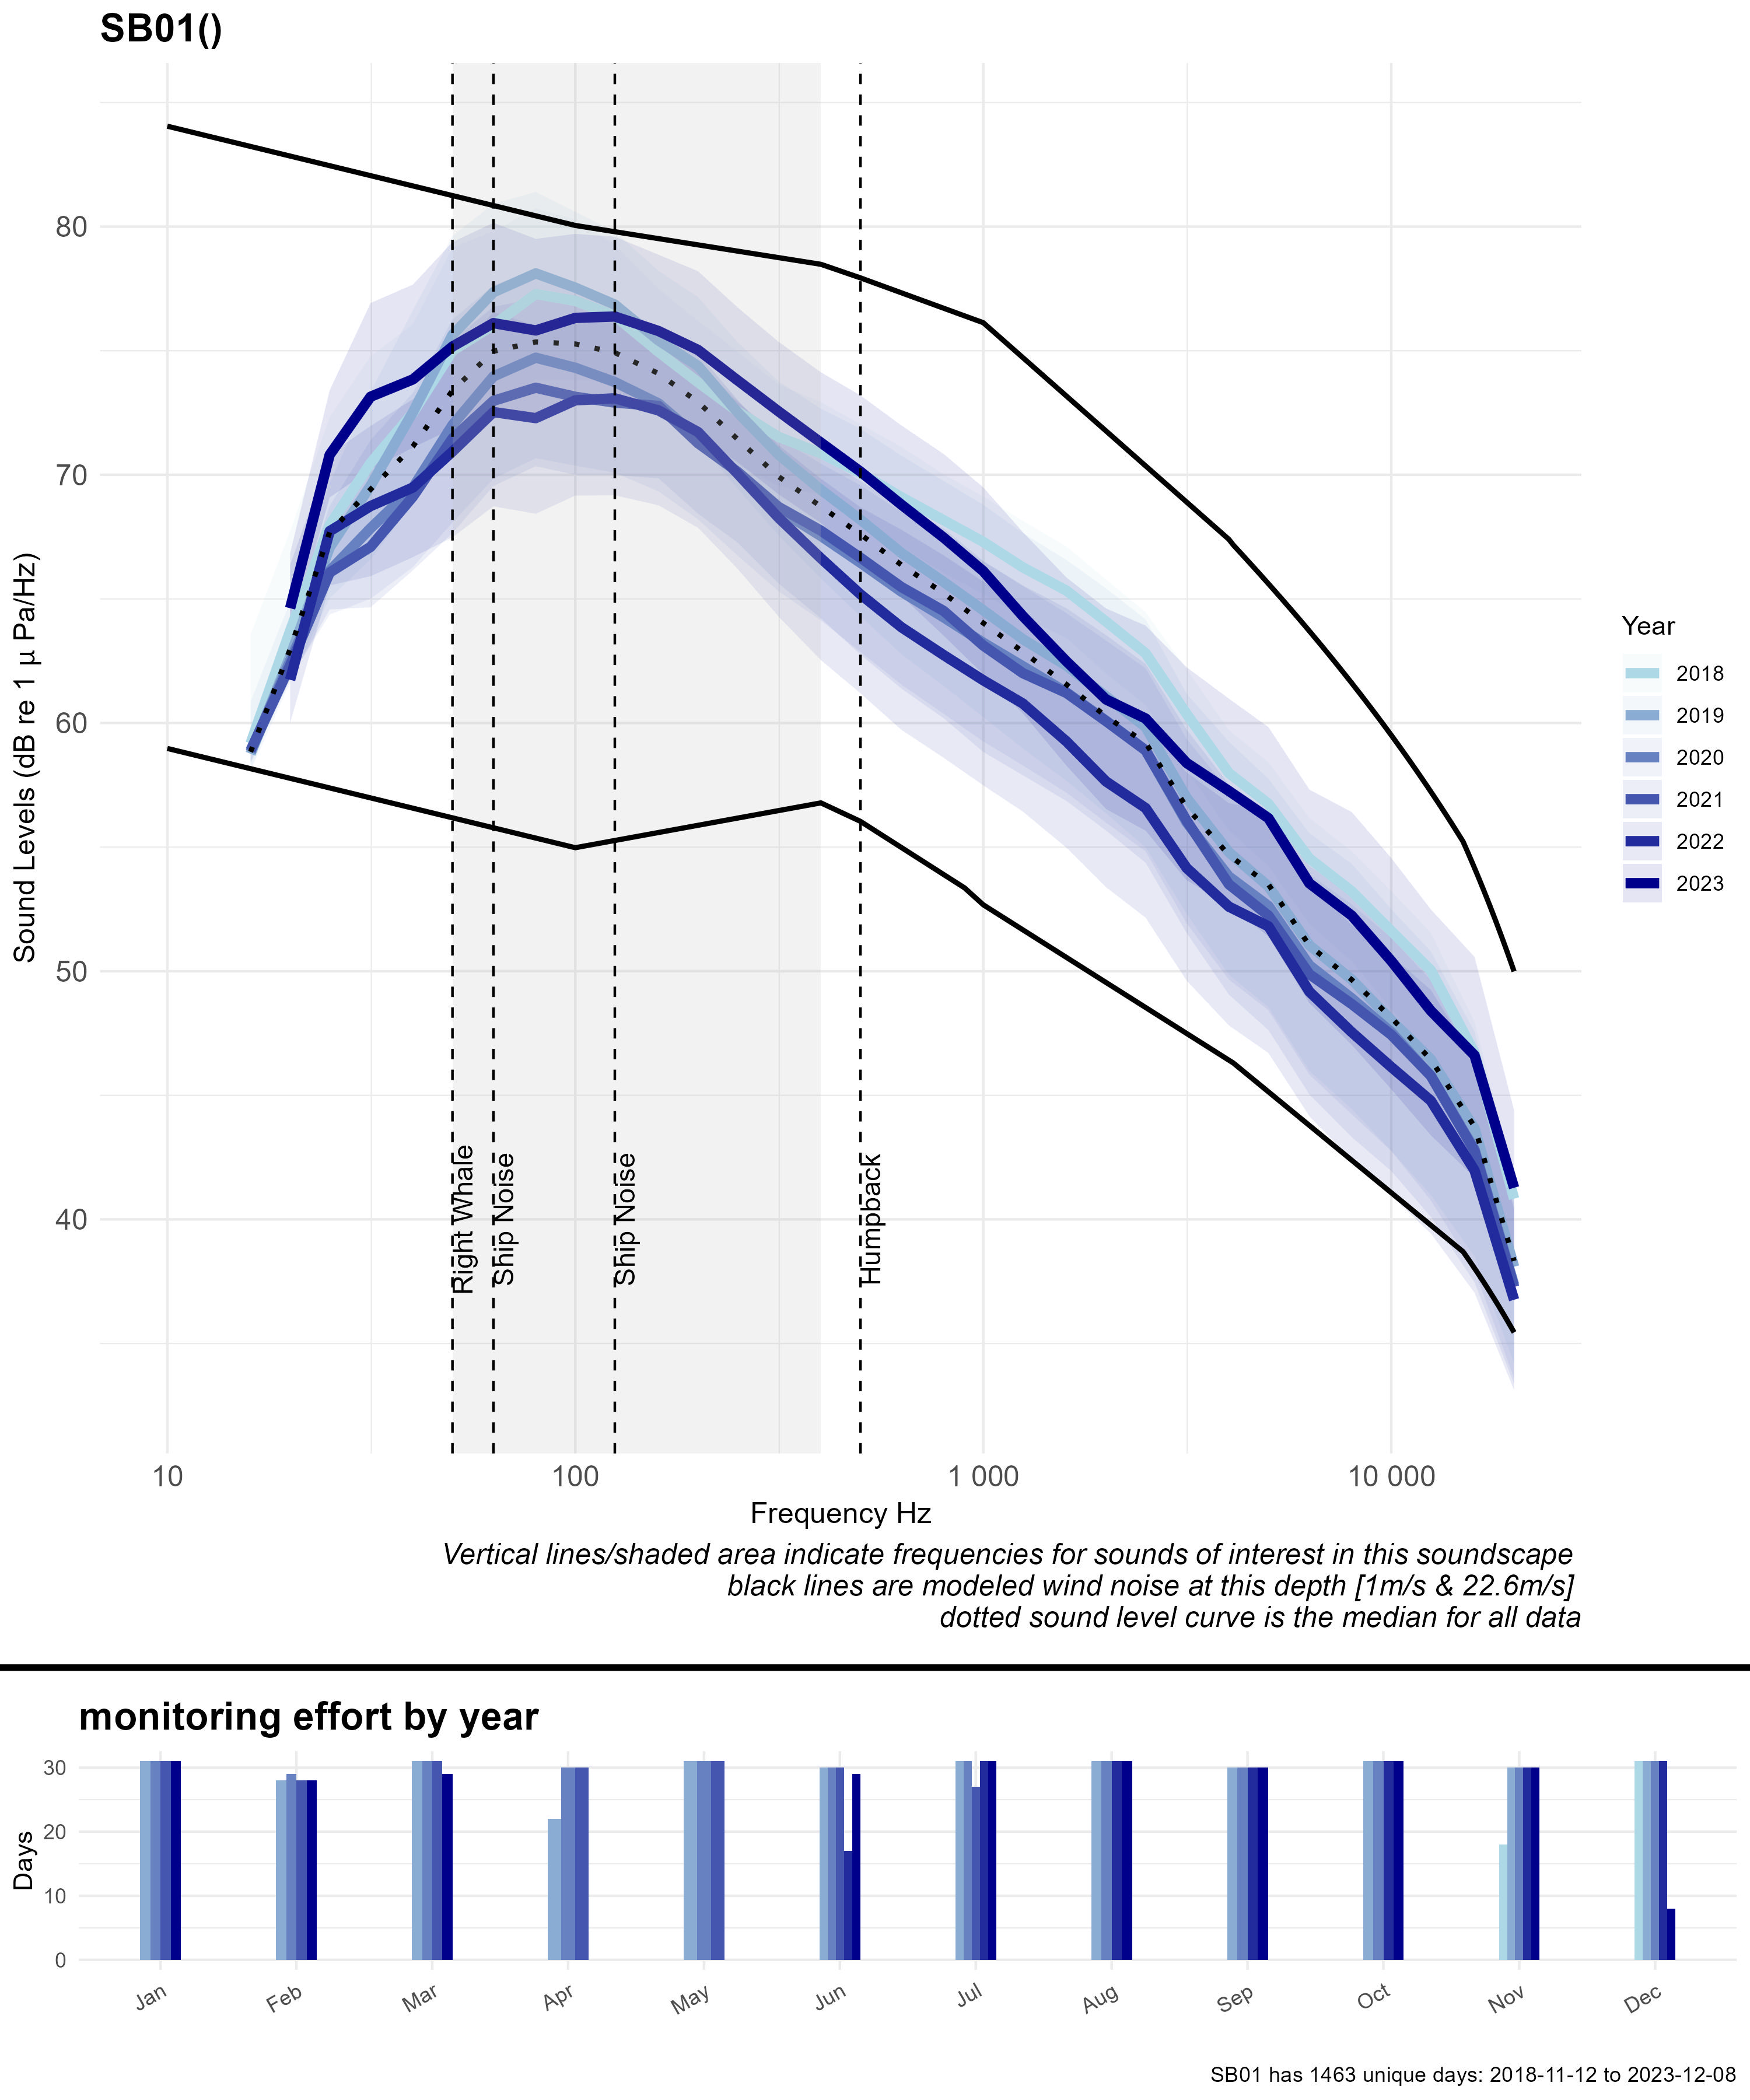 SB01()
Sound Levels (dB re 1 µ Pa/Hz)
80
70
60
50
40
Right Whale
Ship Noise
Ship Noise
Humpback
10
100
1 000
10 000
Frequency Hz
Year
2018
2019
2020
2021
2022
2023
Vertical lines/shaded area indicate frequencies for sounds of interest in this soundscape
black lines are modeled wind noise at this depth [1m/s & 22.6m/s]
dotted sound level curve is the median for all data
monitoring effort by year
Days
30
20
10
0
Jan
Feb
Mar
Apr
May
Jun
Jul
Aug
Sep
Oct
Nov
Dec
SB01 has 1463 unique days: 2018-11-12 to 2023-12-08